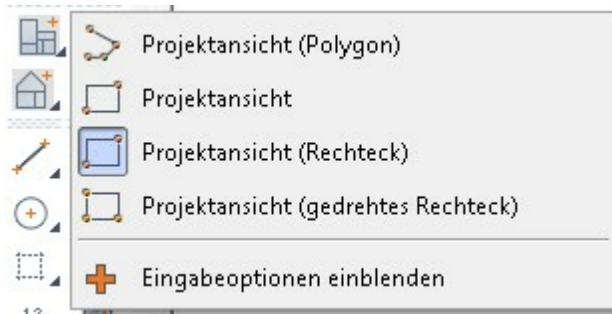 Projektansicht (Polygon)
Projektansicht
Projektansicht (Rechteck)
Projektansicht (gedrehtes Rechteck)
Eingabeoptionen einblenden